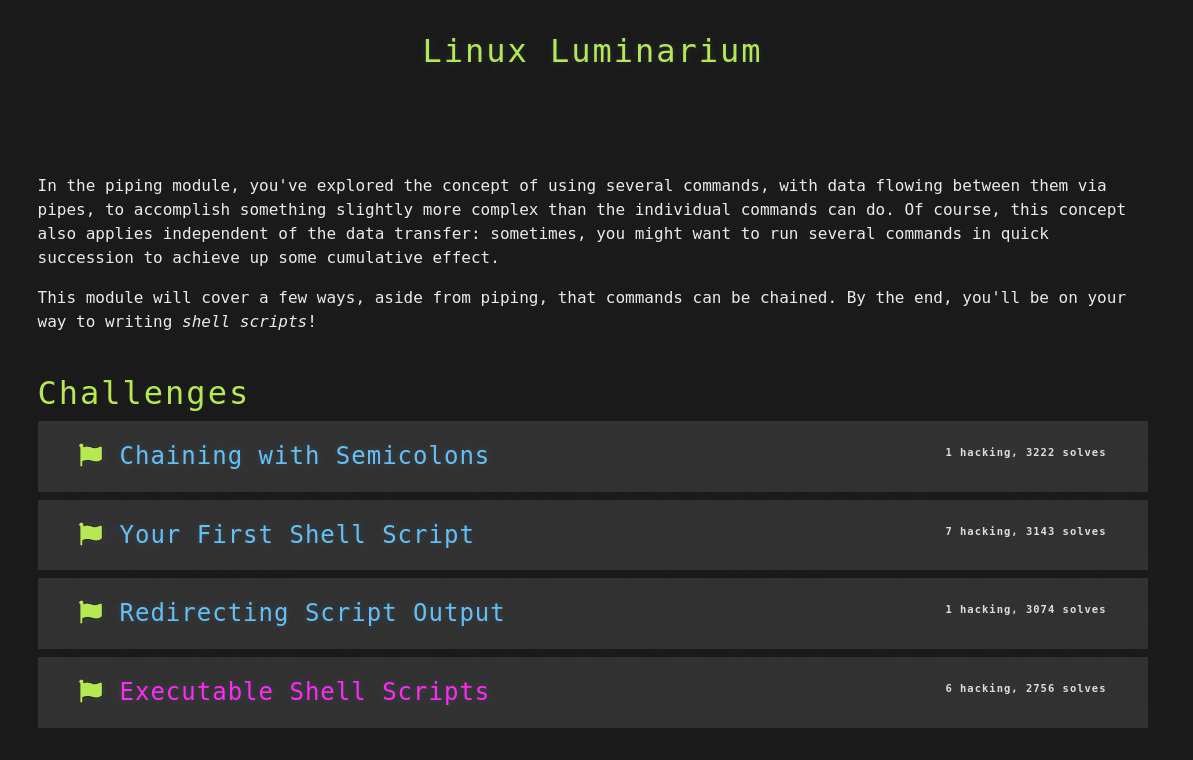 Linux Luminarium
In the piping module, you've explored the concept of using several commands, with data flowing between them via
pipes, to accomplish something slightly more complex than the individual commands can do. Of course, this concept
also applies independent of the data transfer: sometimes, you might want to run several commands in quick
succession to achieve up some cumulative effect.
This module will cover a few ways, aside from piping, that commands can be chained. By the end, you'll be on your
way to writing shell scripts!
Challenges
Chaining with Semicolons 1 hacking, 3222 solves
Your First Shell Script 7 hacking, 3143 solves
Redirecting Script Output 1 hacking, 3074 solves
Executable Shell Scripts 6 hacking, 2756 solves